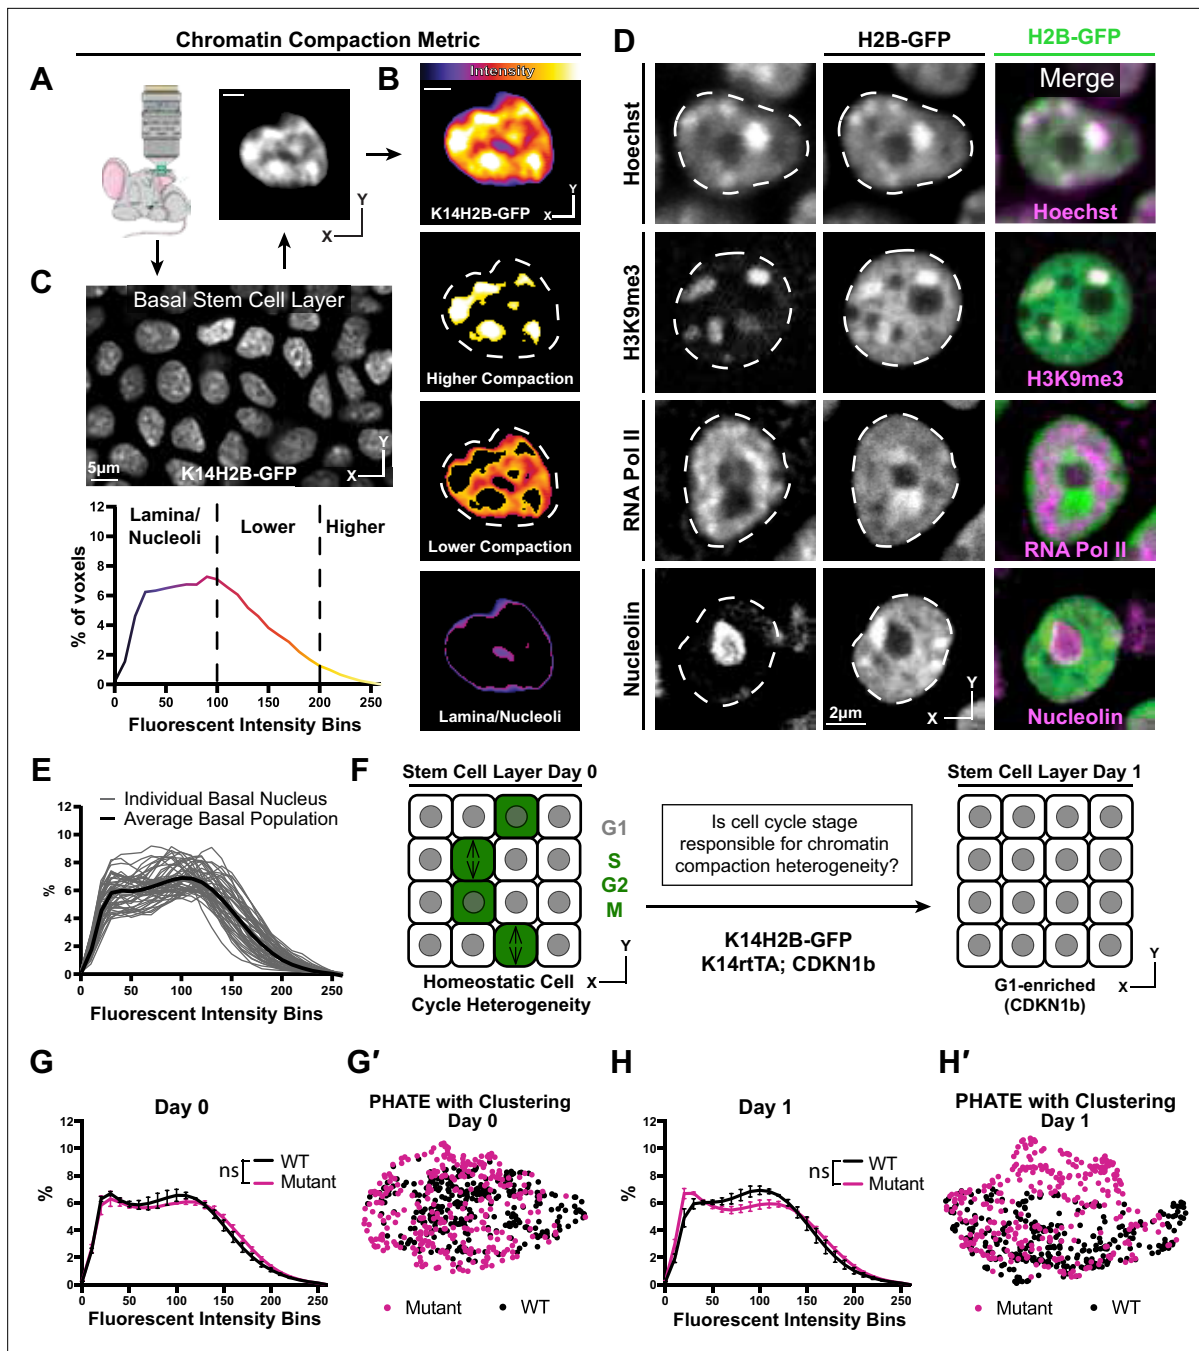 Chromatin Compaction Metric
A
B
Intensity
Y
X
K14H2B-GFP
Y
X
Higher Compaction
Lower Compaction
Lamina/Nucleoli
C
Basal Stem Cell Layer
5µm
K14H2B-GFP
Y
X
12
10
8
6
4
2
0
% of voxels
Lamina/
Nucleoli
Lower
Higher
0 50 100 150 200 250
Fluorescent Intensity Bins
D
H2B-GFP
H2B-GFP
Merge
Hoechst
Hoechst
H3K9me3
H3K9me3
RNA Pol II
RNA Pol II
Nucleolin
2µm
Y
X
Nucleolin
E
Individual Basal Nucleus
Average Basal Population
12
10
8
6
4
2
0
%
0 50 100 150 200 250
Fluorescent Intensity Bins
F
Stem Cell Layer Day 0
G1
S
G2
M
Y
X
Homeostatic Cell
Cycle Heterogeneity
Is cell cycle stage
responsible for chromatin
compaction heterogeneity?
K14H2B-GFP
K14rtTA; CDKN1b
Stem Cell Layer Day 1
Y
X
G1-enriched
(CDKN1b)
G
Day 0
12
10
8
6
4
2
0
%
ns
WT
Mutant
0 50 100 150 200 250
Fluorescent Intensity Bins
G′
PHATE with Clustering
Day 0
Mutant
WT
H
Day 1
12
10
8
6
4
2
0
%
ns
WT
Mutant
0 50 100 150 200 250
Fluorescent Intensity Bins
H′
PHATE with Clustering
Day 1
Mutant
WT